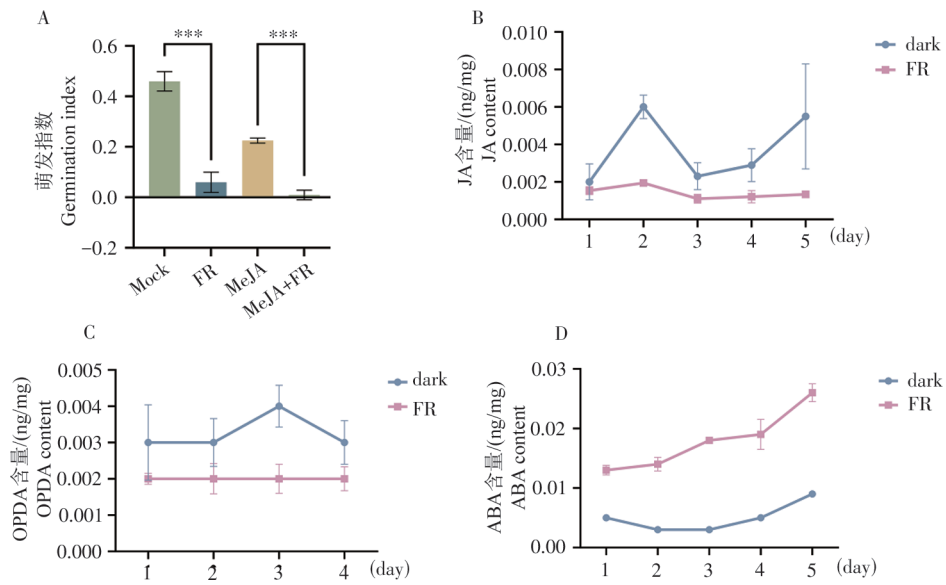 A
***
***
0.6
0.4
0.2
0.0
−0.2
萌发指数
Germination index
Mock
FR
MeJA
MeJA+FR
B
0.010
0.008
0.006
0.004
0.002
0.000
JA含量/(ng/mg)
JA content
1
2
3
4
5
(day)
dark
FR
C
0.005
0.004
0.003
0.002
0.001
0.000
OPDA含量/(ng/mg)
OPDA content
1
2
3
4
(day)
dark
FR
D
0.03
0.02
0.01
0.00
ABA含量/(ng/mg)
ABA content
1
2
3
4
5
(day)
dark
FR